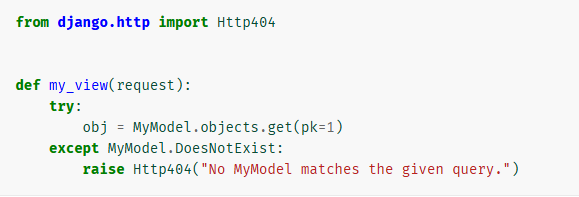 from django.http import Http404
def my_view(request):
    try:
        obj = MyModel.objects.get(pk=1)
    except MyModel.DoesNotExist:
        raise Http404("No MyModel matches the given query.")